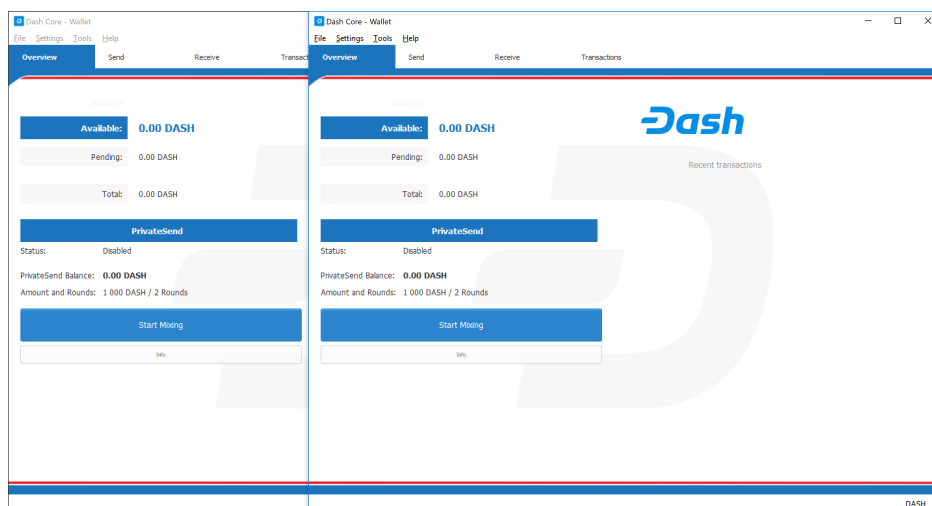 Dash Core - Wallet
File Settings Tools Help
Overview Send Receive Transact
Balances
Available: 0.00 DASH
Pending: 0.00 DASH
Total: 0.00 DASH
PrivateSend
Status: Disabled
PrivateSend Balance: 0.00 DASH
Amount and Rounds: 1 000 DASH / 2 Rounds
Start Mixing
Info
Dash Core - Wallet
File Settings Tools Help
Overview Send Receive Transactions
Balances
Available: 0.00 DASH
Pending: 0.00 DASH
Total: 0.00 DASH
PrivateSend
Status: Disabled
PrivateSend Balance: 0.00 DASH
Amount and Rounds: 1 000 DASH / 2 Rounds
Start Mixing
Info
Dash
Recent transactions
DASH